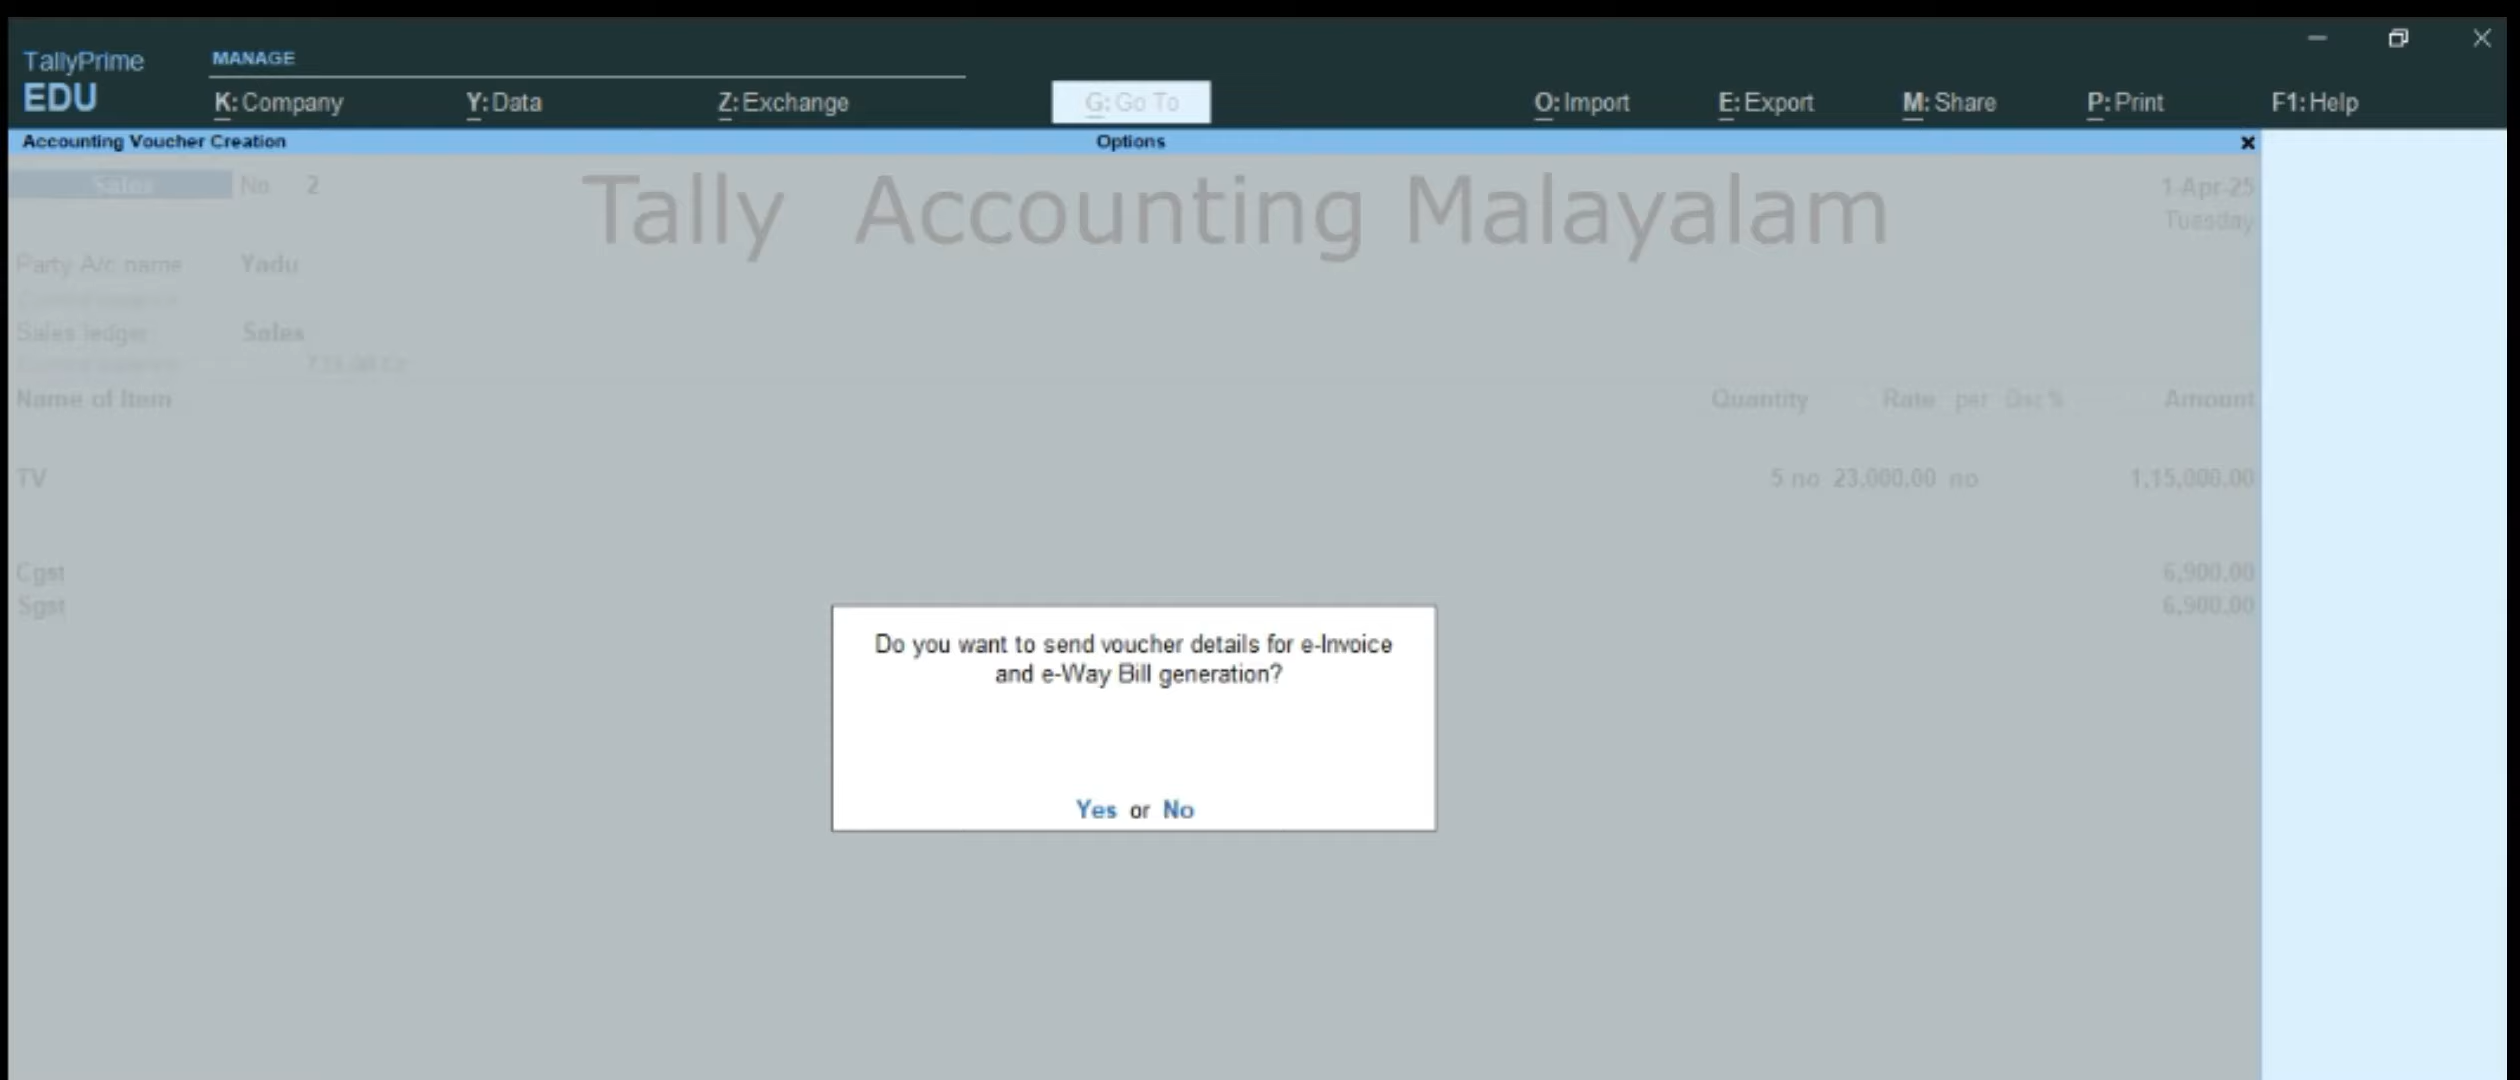 TallyPrime
MANAGE
EDU
K: Company Y: Data Z: Exchange G: Go To O: Import E: Export M: Share P: Print F1: Help
Accounting Voucher Creation Options
Sales No 2 1-Apr-25
Tally Accounting Malayalam
Tuesday
Party A/c name Yadu
Sales ledger Sales
Name of Item Quantity Rate per Disc % Amount
TV 5 no 23,000.00 no 1,15,000.00
Cgst 6,900.00
Sgst 6,900.00
Do you want to send voucher details for e-Invoice
and e-Way Bill generation?
Yes or No